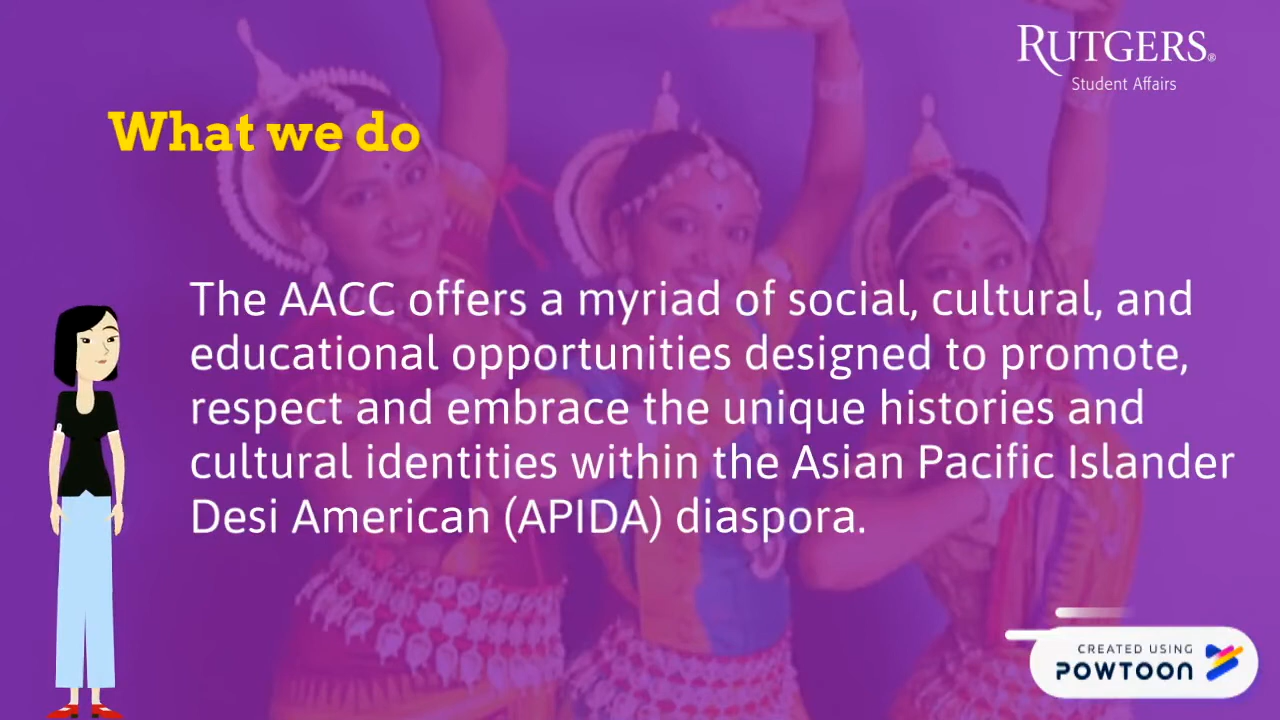 RUTGERS®
Student Affairs
What we do
The AACC offers a myriad of social, cultural, and
educational opportunities designed to promote,
respect and embrace the unique histories and
cultural identities within the Asian Pacific Islander
Desi American (APIDA) diaspora.
CREATED USING
POWTOON